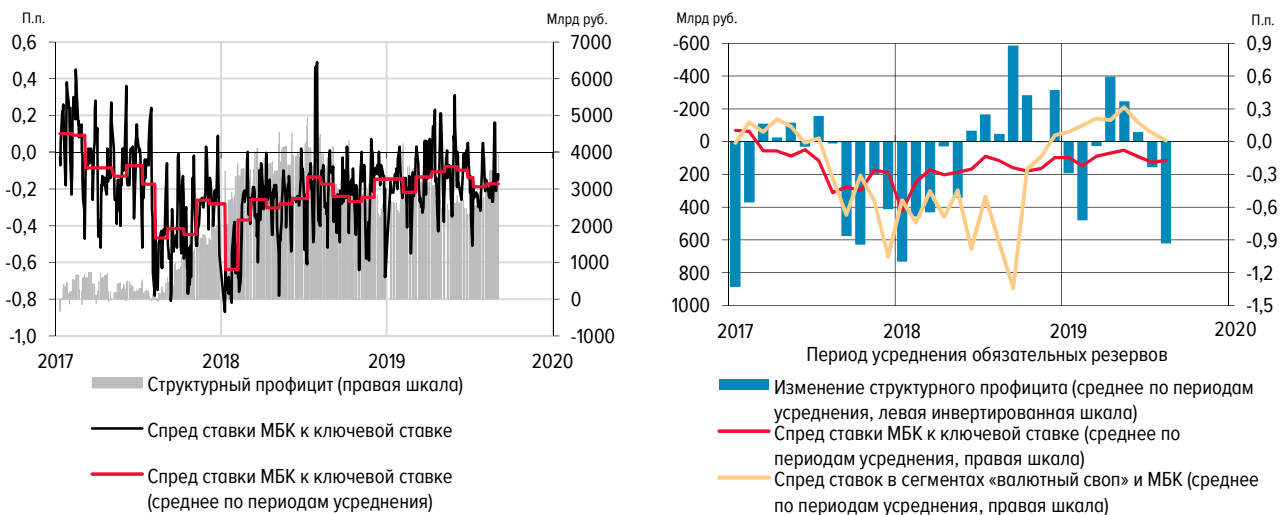 П.п.
Млрд руб.
0,6
0,4
0,2
0,0
-0,2
-0,4
-0,6
-0,8
-1,0
7000
6000
5000
4000
3000
2000
1000
0
-1000
2017
2018
2019
2020
Структурный профицит (правая шкала)
Спред ставки МБК к ключевой ставке
Спред ставки МБК к ключевой ставке
(среднее по периодам усреднения)
Млрд руб.
П.п.
-600
-400
-200
0
200
400
600
800
1000
0,9
0,6
0,3
0,0
-0,3
-0,6
-0,9
-1,2
-1,5
2017
2018
2019
2020
Период усреднения обязательных резервов
Изменение структурного профицита (среднее по периодам
усреднения, левая инвертированная шкала)
Спред ставки МБК к ключевой ставке (среднее по
периодам усреднения, правая шкала)
Спред ставок в сегментах «валютный своп» и МБК (среднее
по периодам усреднения, правая шкала)